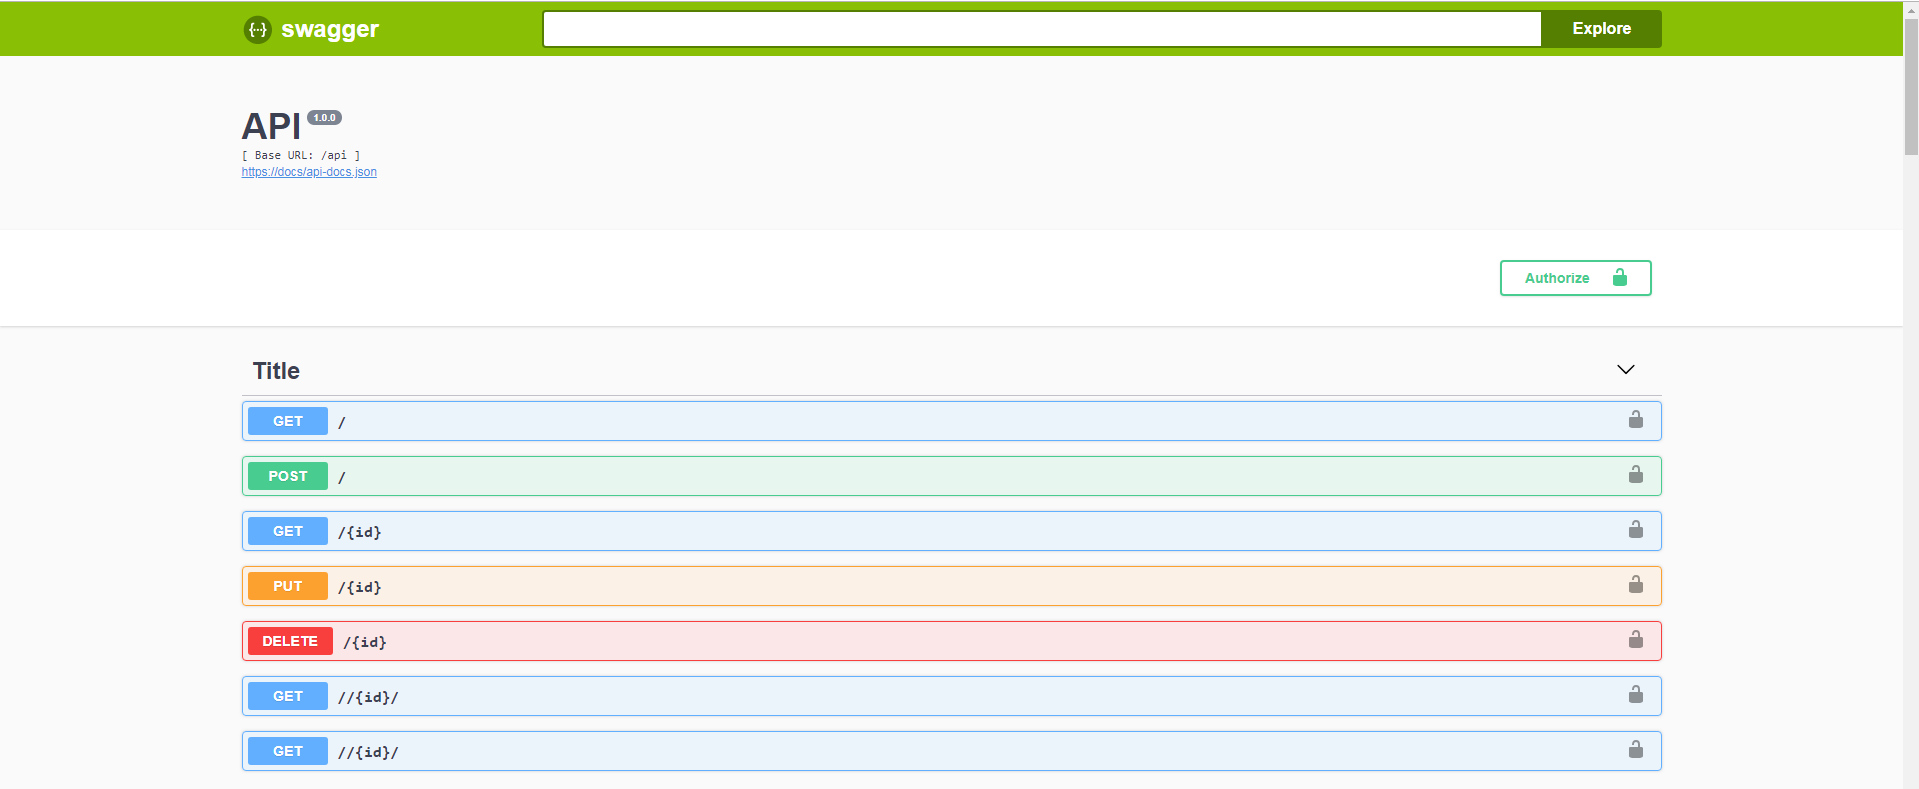 swagger
Explore
API 1.0.0
[ Base URL: /api ]
https://docs/api-docs.json
Authorize
Title
GET /
POST /
GET /{id}
PUT /{id}
DELETE /{id}
GET //{id}/
GET //{id}/